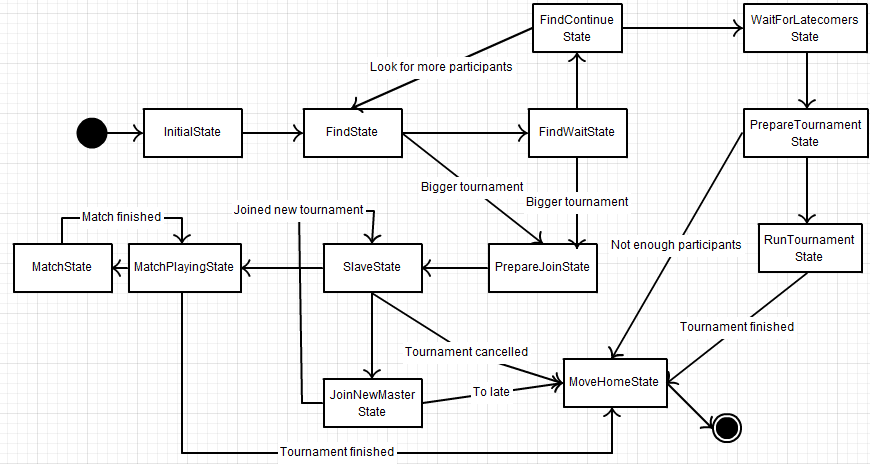 FindContinue
State
WaitForLatecomers
State
Look for more participants
InitialState
FindState
FindWaitState
PrepareTournament
State
Bigger tournament
Bigger tournament
Joined new tournament
Match finished
Not enough participants
RunTournament
State
MatchState
MatchPlayingState
SlaveState
PrepareJoinState
Tournament finished
Tournament cancelled
MoveHomeState
JoinNewMaster
State
To late
Tournament finished